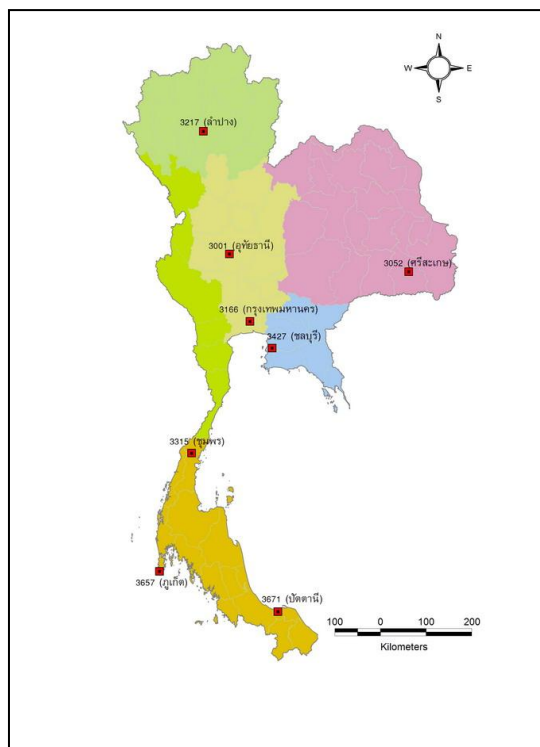 N
W E
S
3217 (ลำปาง)
3001 (อุทัยธานี)
3052 (ศรีสะเกษ)
3166 (กรุงเทพมหานคร)
3427 (ชลบุรี)
3315 (ชุมพร)
3657 (ภูเก็ต)
3671 (ปัตตานี)
100 0 100 200
Kilometers